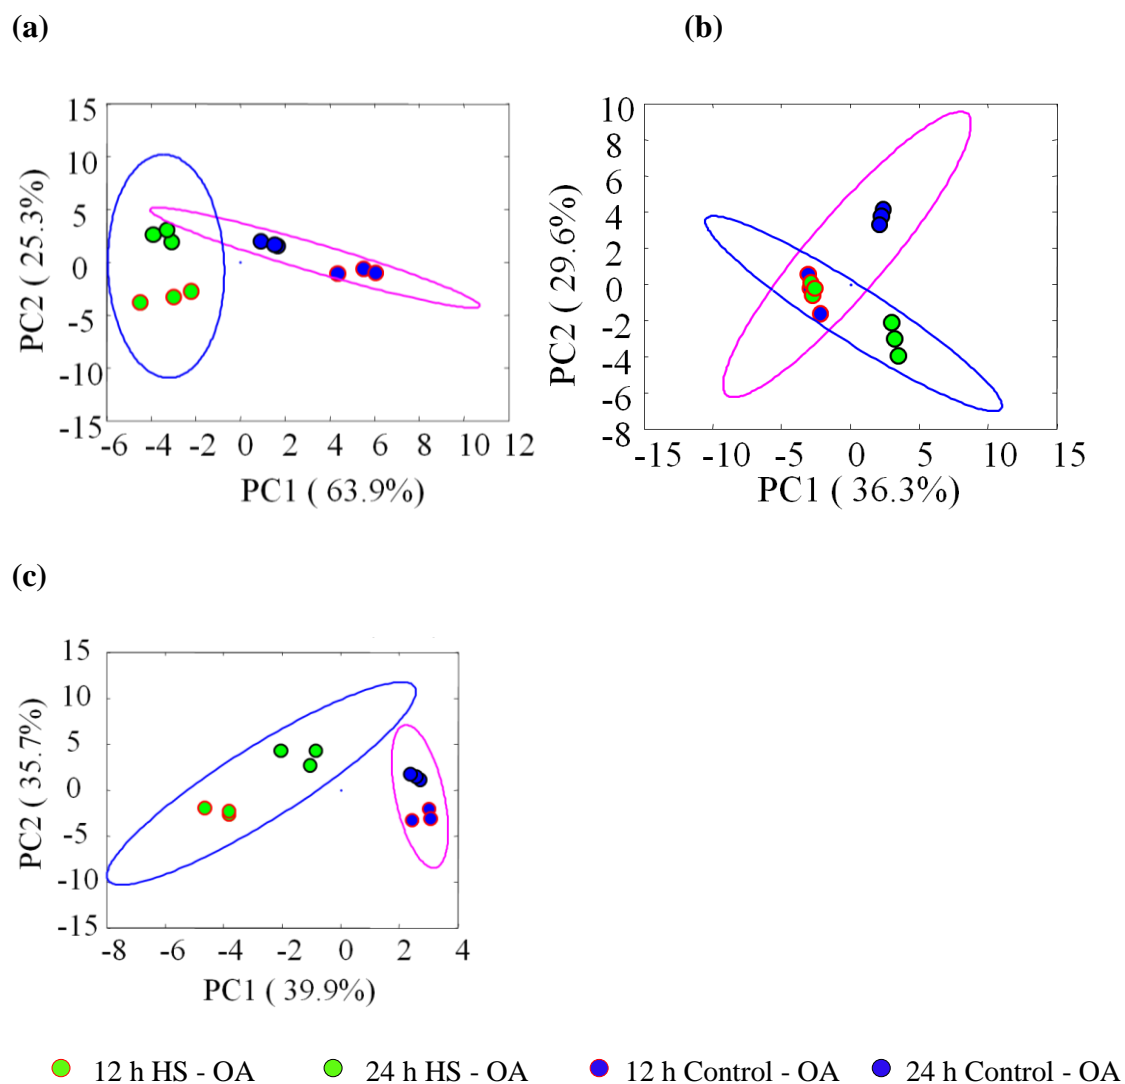 (a)
(b)
15
10
5
0
-5
-10
-15
PC2 ( 25.3%)
-6 -4 -2 0 2 4 6 8 10 12
PC1 ( 63.9%)
10
8
6
4
2
0
-2
-4
-6
-8
PC2 ( 29.6%)
-15 -10 -5 0 5 10 15
PC1 ( 36.3%)
(c)
15
10
5
0
-5
-10
-15
PC2 ( 35.7%)
-8 -6 -4 -2 0 2 4
PC1 ( 39.9%)
12 h HS - OA 24 h HS - OA 12 h Control - OA 24 h Control - OA